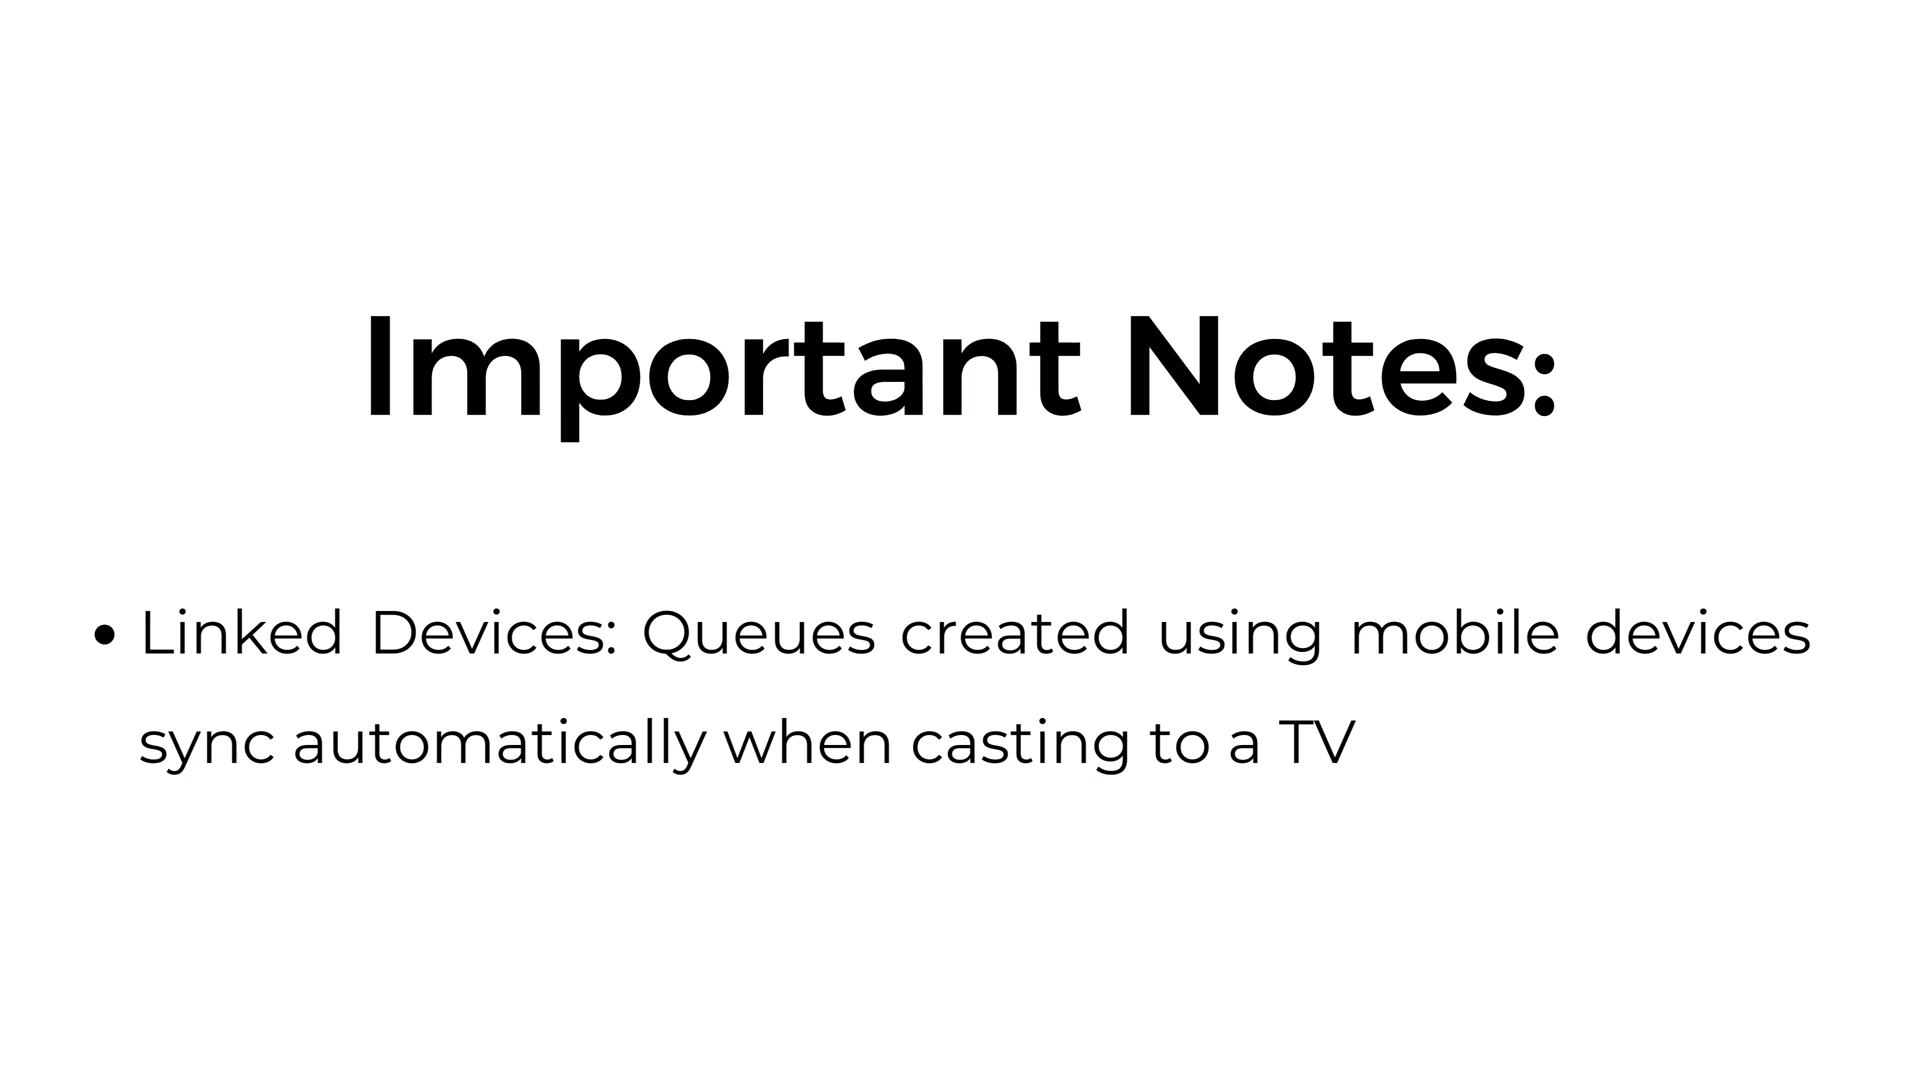 Important Notes:
• Linked Devices: Queues created using mobile devices
sync automatically when casting to a TV